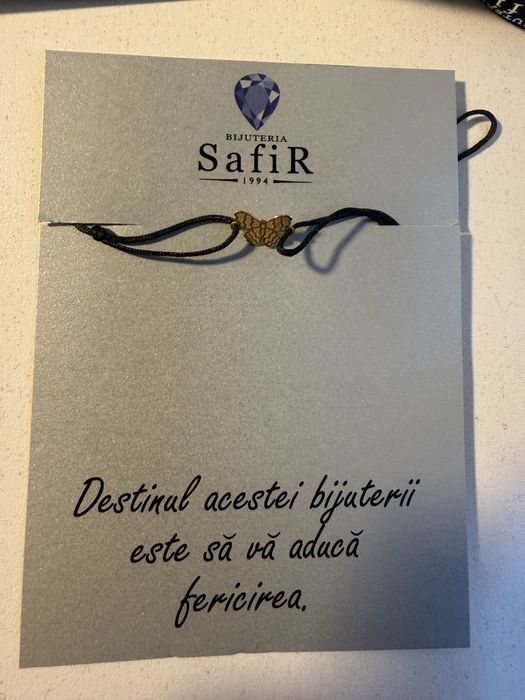 BIJUTERIA
SafiR
1994
Destinul acestei bijuterii
este să vă aducă
fericirea.